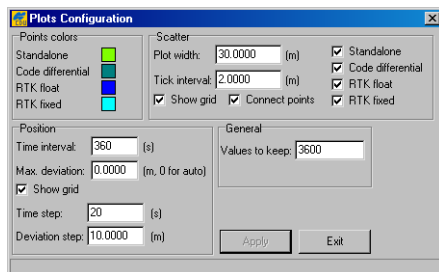 Plots Configuration
Points colors
Standalone
Code differential
RTK float
RTK fixed
Scatter
Plot width: 30.0000 (m)
Tick interval: 2.0000 (m)
Show grid Connect points
Standalone
Code differential
RTK float
RTK fixed
Position
Time interval: 360 (s)
Max. deviation: 0.0000 (m, 0 for auto)
Show grid
Time step: 20 (s)
Deviation step: 10.0000 (m)
General
Values to keep: 3600
Apply Exit